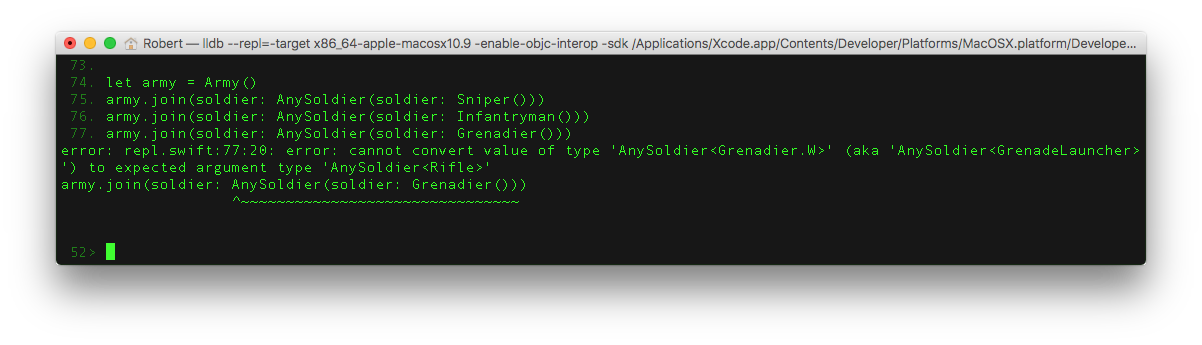 Robert — lldb --repl=-target x86_64-apple-macosx10.9 -enable-objc-interop -sdk /Applications/Xcode.app/Contents/Developer/Platforms/MacOSX.platform/Develope...
73.
74. let army = Army()
75. army.join(soldier: AnySoldier(soldier: Sniper()))
76. army.join(soldier: AnySoldier(soldier: Infantryman()))
77. army.join(soldier: AnySoldier(soldier: Grenadier()))
error: repl.swift:77:20: error: cannot convert value of type 'AnySoldier<Grenadier.W>' (aka 'AnySoldier<GrenadeLauncher>
') to expected argument type 'AnySoldier<Rifle>'
army.join(soldier: AnySoldier(soldier: Grenadier()))
^~~~~~~~~~~~~~~~~~~~~~~~~~~~~~~~
52>